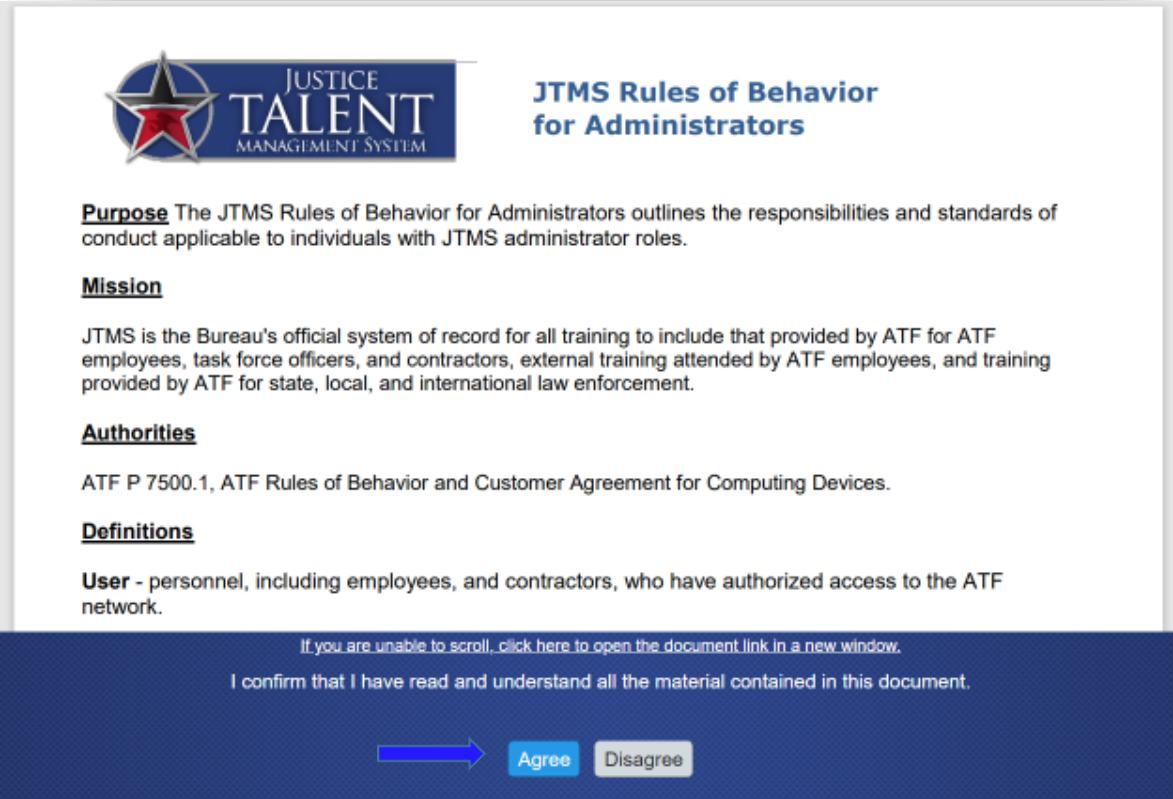 JUSTICE
TALENT
MANAGEMENT SYSTEM
JTMS Rules of Behavior
for Administrators
Purpose The JTMS Rules of Behavior for Administrators outlines the responsibilities and standards of
conduct applicable to individuals with JTMS administrator roles.
Mission
JTMS is the Bureau's official system of record for all training to include that provided by ATF for ATF
employees, task force officers, and contractors, external training attended by ATF employees, and training
provided by ATF for state, local, and international law enforcement.
Authorities
ATF P 7500.1, ATF Rules of Behavior and Customer Agreement for Computing Devices.
Definitions
User - personnel, including employees, and contractors, who have authorized access to the ATF
network.
If you are unable to scroll, click here to open the document link in a new window.
I confirm that I have read and understand all the material contained in this document.
Agree Disagree